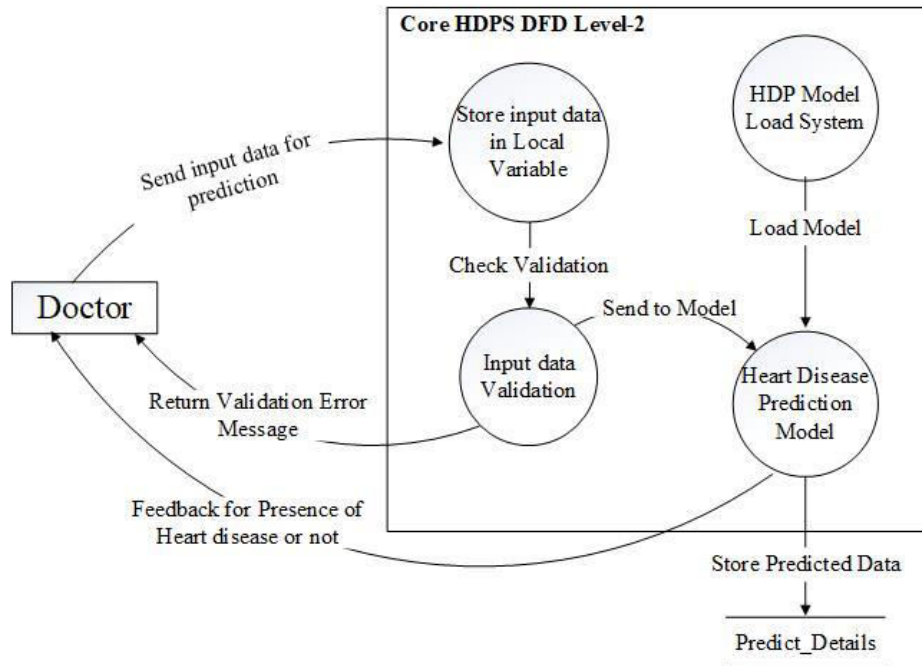 Core HDPS DFD Level-2
Store input data
in Local
Variable
HDP Model
Load System
Send input data for
prediction
Check Validation
Load Model
Doctor
Send to Model
Input data
Validation
Heart Disease
Prediction
Model
Return Validation Error
Message
Feedback for Presence of
Heart disease or not
Store Predicted Data
Predict_Details